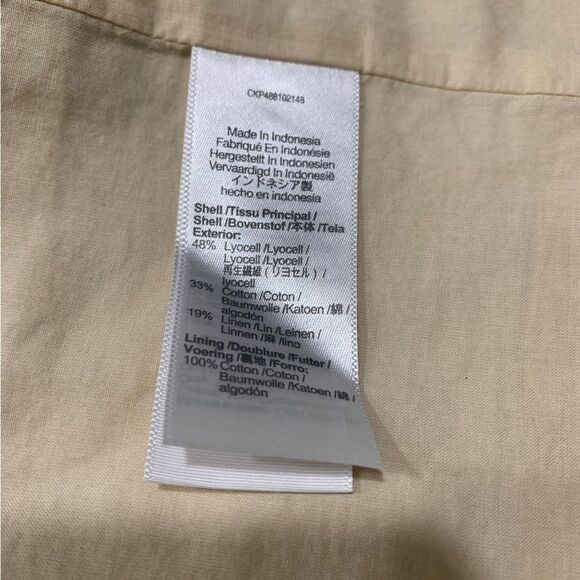 CKP488102148
Made In Indonesia
Fabriqué En Indonésie
Hergestellt In Indonesien
Vervaardigd In Indonesië
インドネシア製
hecho en indonesia
Shell /Tissu Principal /
Shell /Bovenstof /本体 /Tela
Exterior:
48% Lyocell /Lyocell /
Lyocell /Lyocell /
再生繊維 (リヨセル) /
lyocell
33% Cotton /Coton /
Baumwolle /Katoen /綿 /
algodón
19% Linen /Lin /Leinen /
Linnen /麻 /lino
Lining /Doublure /Futter /
Voering /裏地 /Forro:
100% Cotton /Coton /
Baumwolle /Katoen /綿 /
algodón